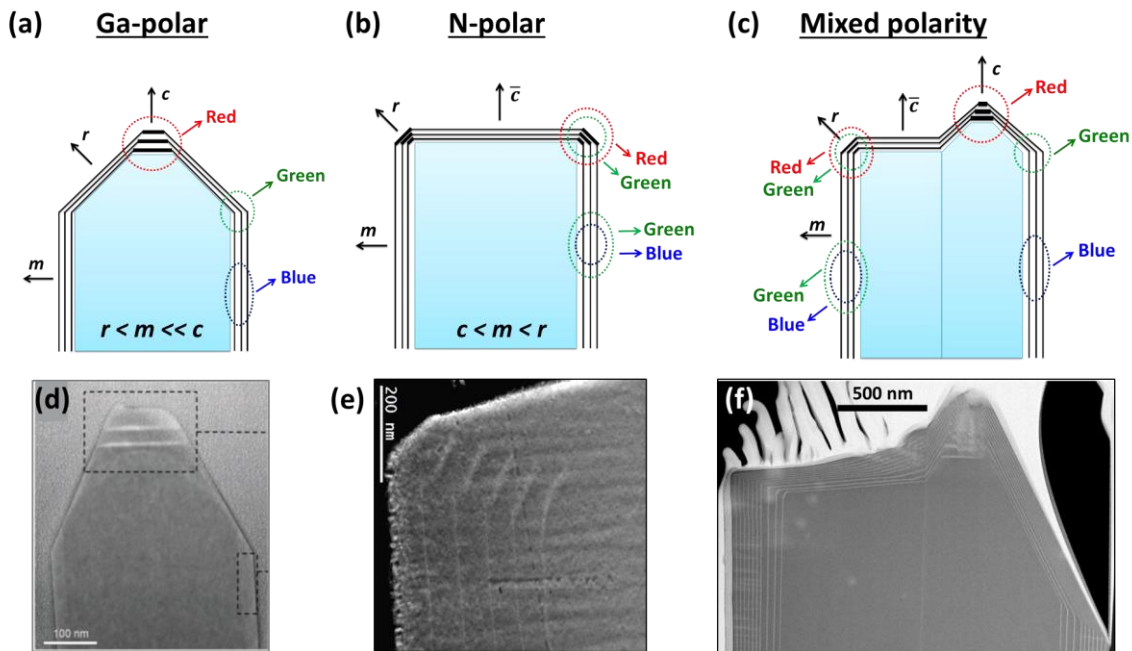 (a) Ga-polar
c
r
Red
Green
m
Blue
r < m << c
(b) N-polar
c̄
r
Red
Green
m
Green
Blue
c < m < r
(c) Mixed polarity
c
c̄
r
Red
Red
Green
Green
m
Blue
Green
Blue
(d)
100 nm
(e)
200 nm
(f)
500 nm